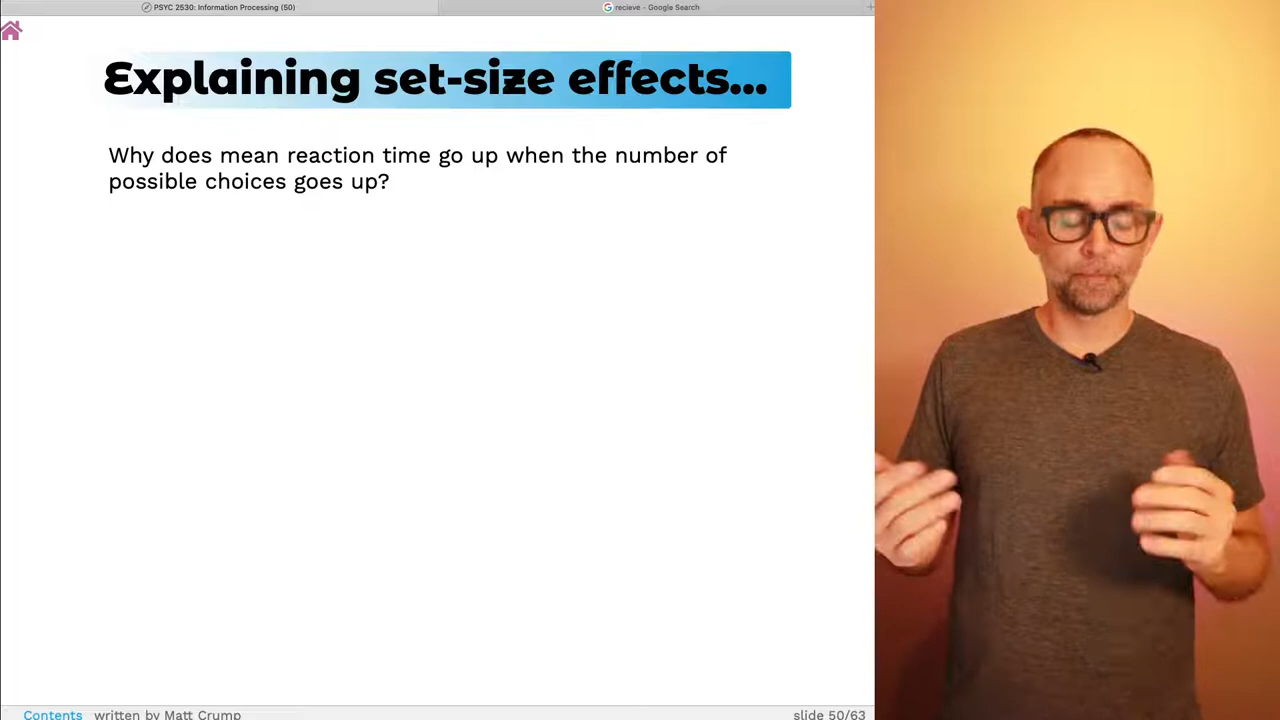 PSYC 2530: Information Processing (50)
recieve - Google Search
Explaining set-size effects...
Why does mean reaction time go up when the number of
possible choices goes up?
Contents written by Matt Crump
slide 50/63